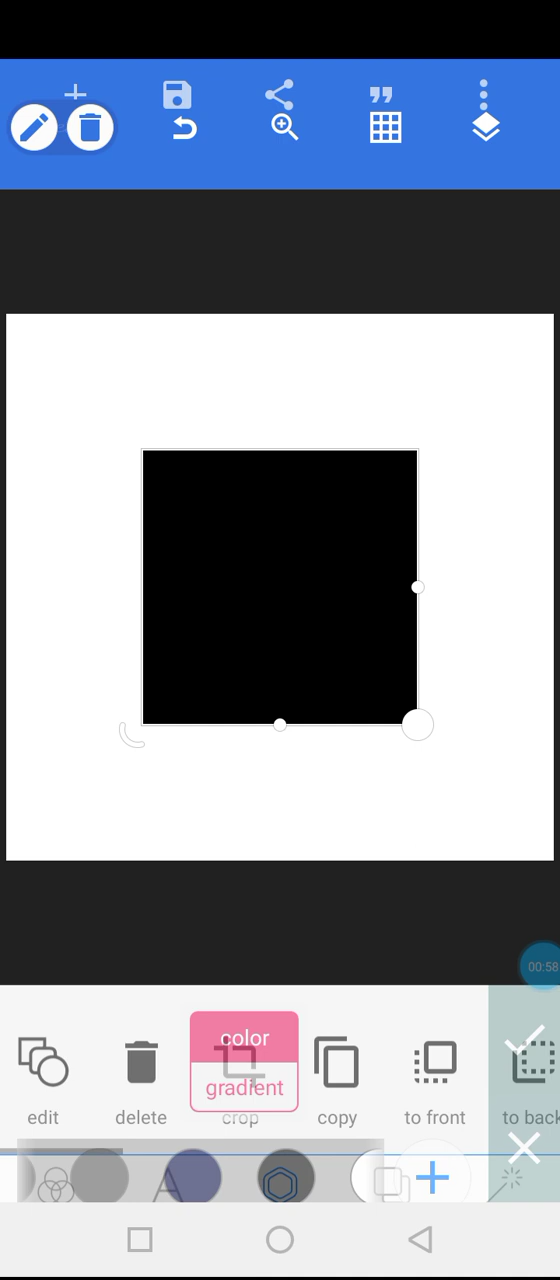 00:58
color
gradient
edit
delete
crop
copy
to front
to back
A